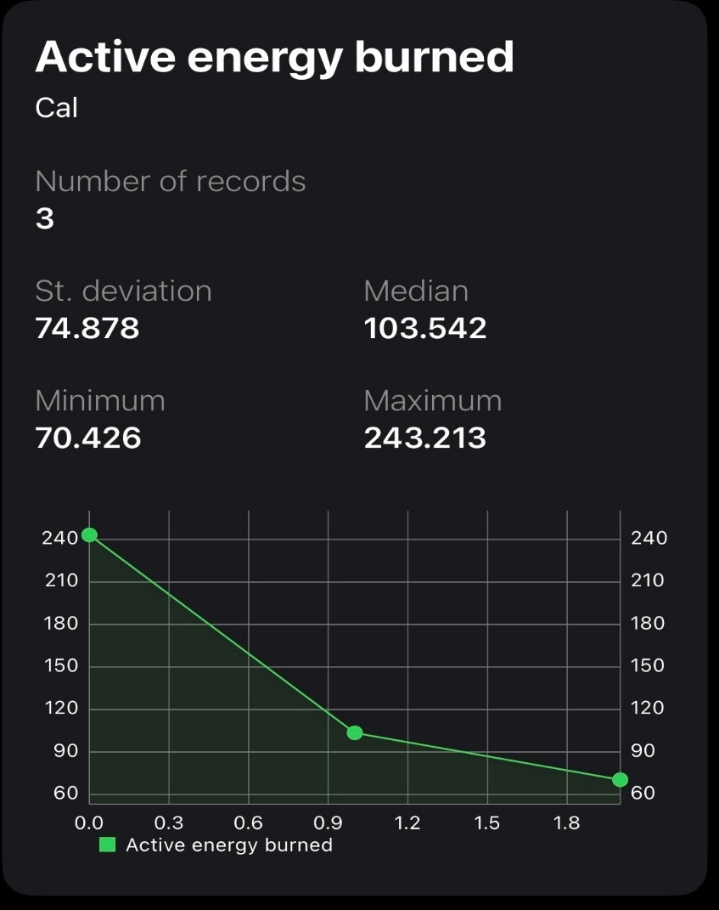 Active energy burned
Cal
Number of records
3
St. deviation Median
74.878 103.542
Minimum Maximum
70.426 243.213
240 240
210 210
180 180
150 150
120 120
90 90
60 60
0.0 0.3 0.6 0.9 1.2 1.5 1.8
Active energy burned